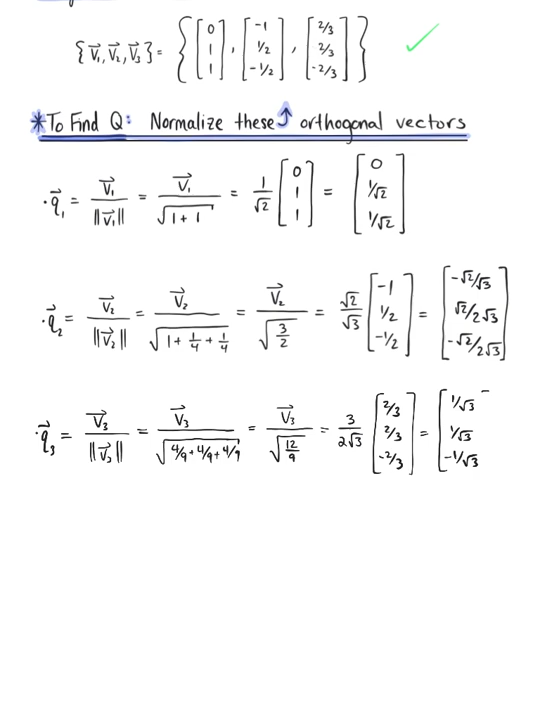 {v⃗₁, v⃗₂, v⃗₃} = { [0 1 1], [-1 1/2 -1/2], [2/3 2/3 -2/3] } ✓
*To Find Q: Normalize these ↑ orthogonal vectors
·q⃗₁ = v⃗₁/||v⃗₁|| = v⃗₁/√(1+1) = 1/√2 [0 1 1] = [0 1/√2 1/√2]
·q⃗₂ = v⃗₂/||v⃗₂|| = v⃗₂/√(1+1/4+1/4) = v⃗₂/√(3/2) = √2/√3 [-1 1/2 -1/2] = [-√2/√3 √2/2√3 -√2/2√3]
·q⃗₃ = v⃗₃/||v⃗₃|| = v⃗₃/√(4/9+4/9+4/9) = v⃗₃/√(12/9) = 3/2√3 [2/3 2/3 -2/3] = [1/√3 1/√3 -1/√3]